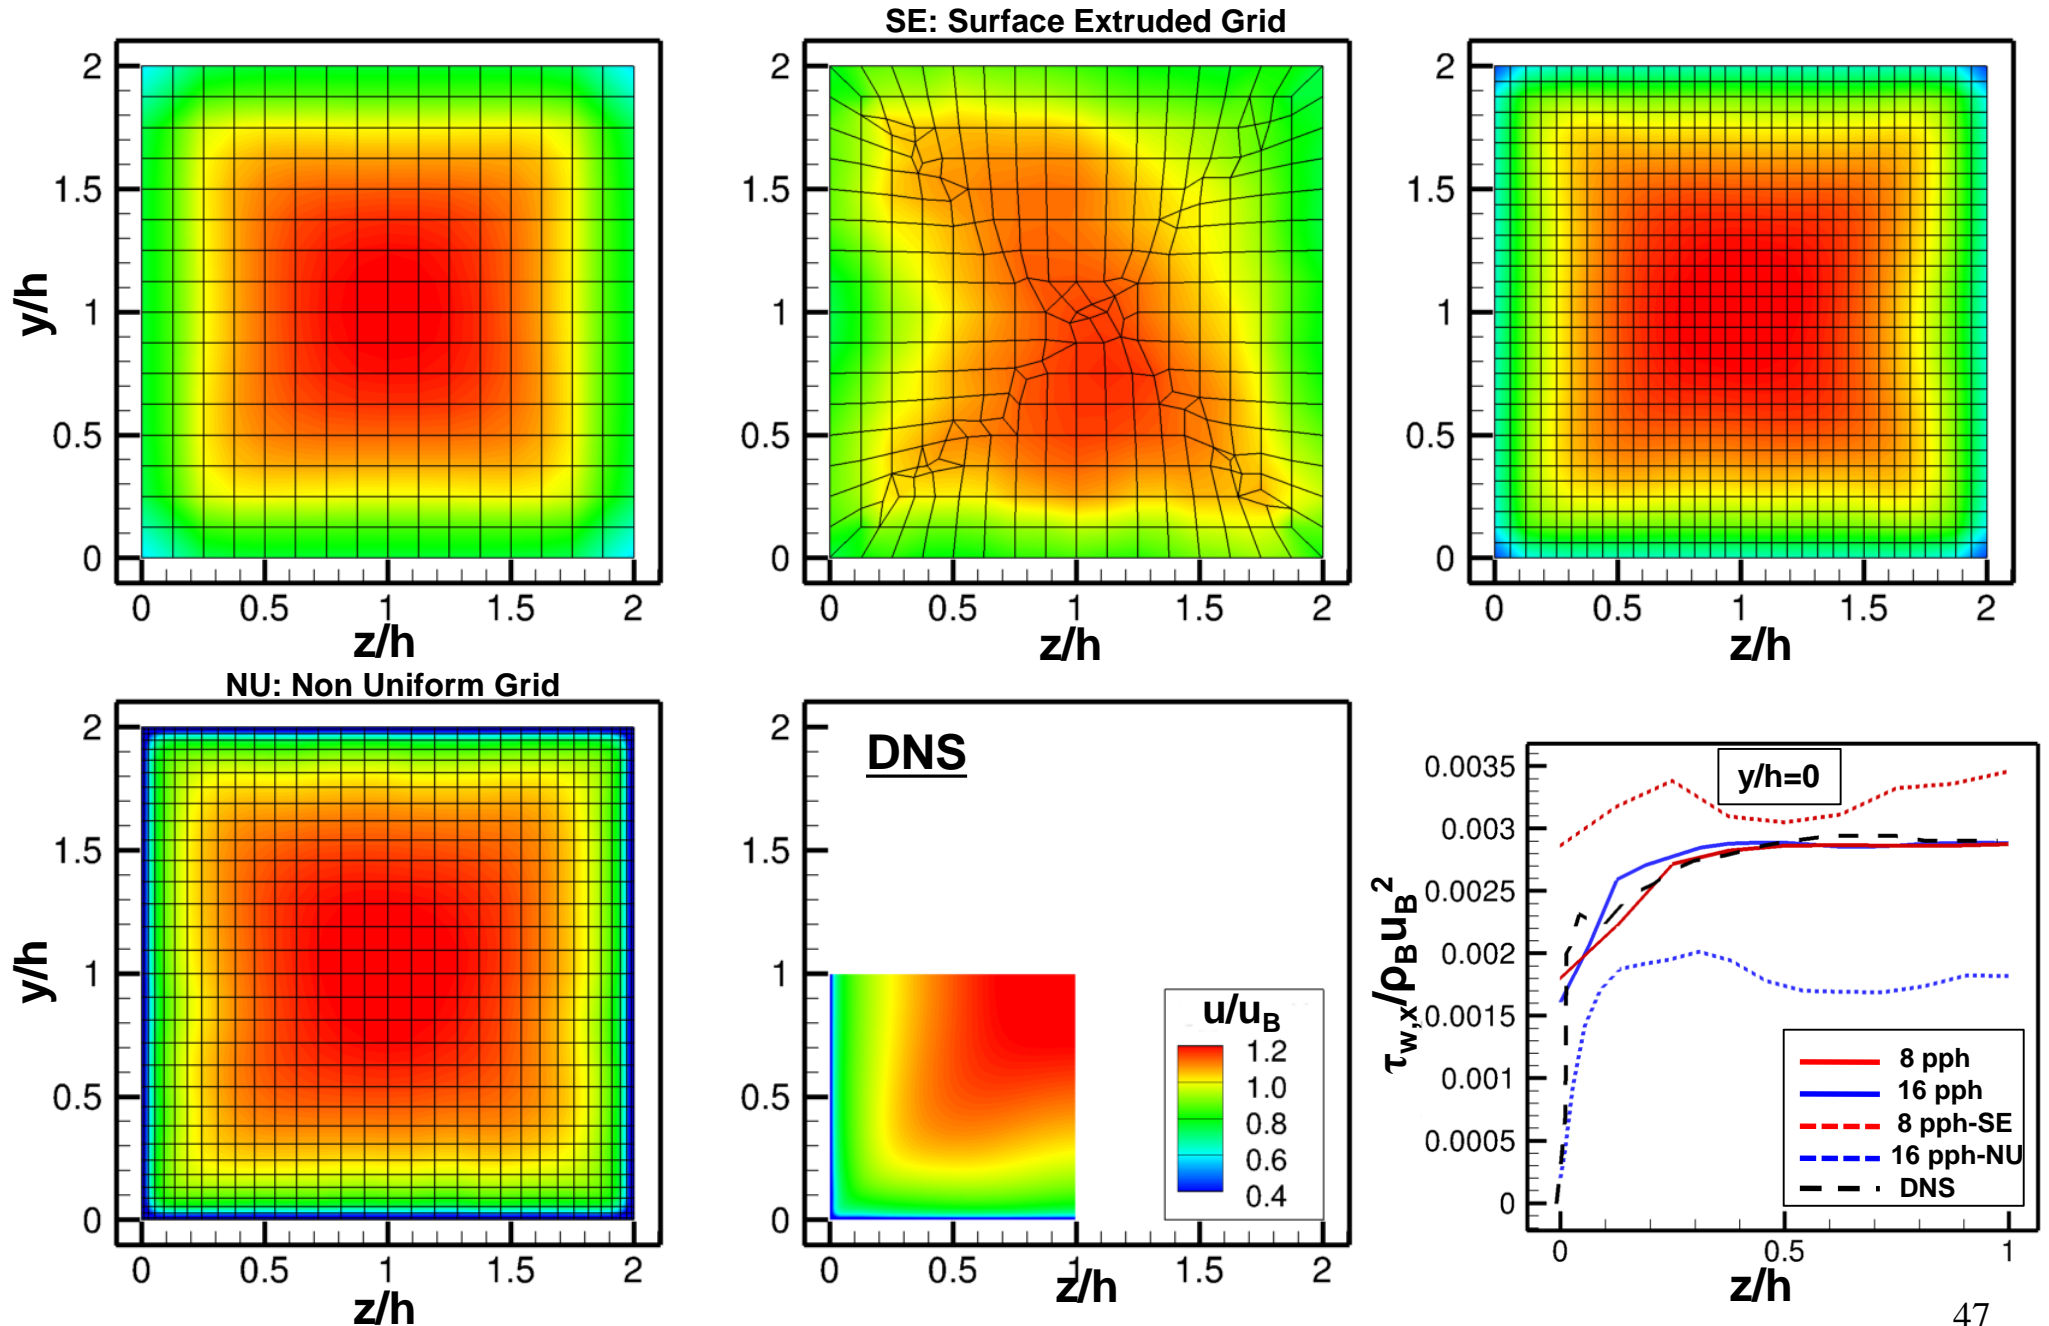 SE: Surface Extruded Grid
2
1.5
1
0.5
0
y/h
0 0.5 1 1.5 2
z/h
2
1.5
1
0.5
0
0 0.5 1 1.5 2
z/h
2
1.5
1
0.5
0
0 0.5 1 1.5 2
z/h
NU: Non Uniform Grid
2
1.5
1
0.5
0
y/h
0 0.5 1 1.5 2
z/h
DNS
2
1.5
1
0.5
0
u/u_B
1.2
1.0
0.8
0.6
0.4
0 0.5 1 1.5 2
z/h
y/h=0
0.0035
0.003
0.0025
0.002
0.0015
0.001
0.0005
0
τ_w,x/ρ_B u_B^2
8 pph
16 pph
8 pph-SE
16 pph-NU
DNS
0 0.5 1
z/h
47